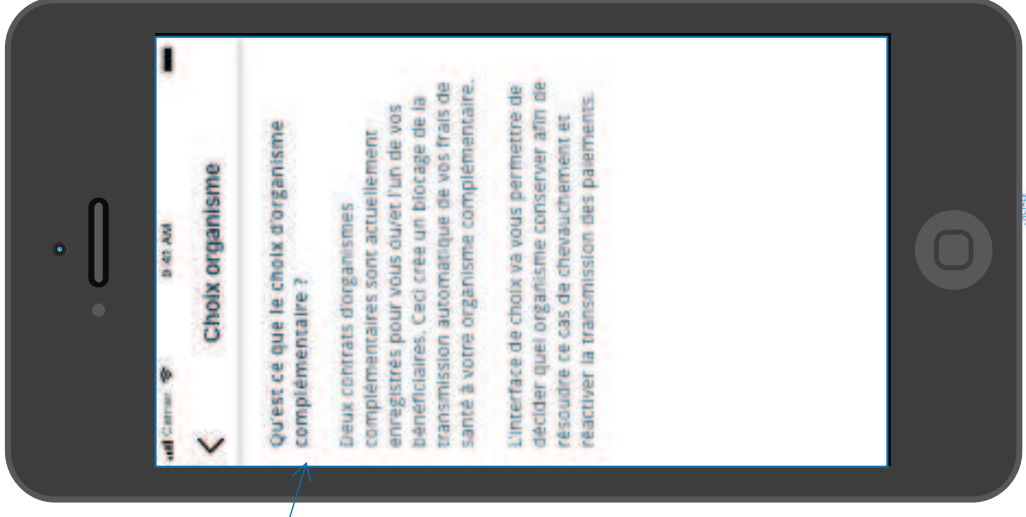 Carrier 9:41 AM
Choix organisme
Qu'est ce que le choix d'organisme
complémentaire ?
Deux contrats d'organismes
complémentaires sont actuellement
enregistrés pour vous ou/et l'un de vos
bénéficiaires. Ceci crée un blocage de la
transmission automatique de vos frais de
santé à votre organisme complémentaire.
L'interface de choix va vous permettre de
décider quel organisme conserver afin de
résoudre ce cas de chevauchement et
réactiver la transmission des paiements.